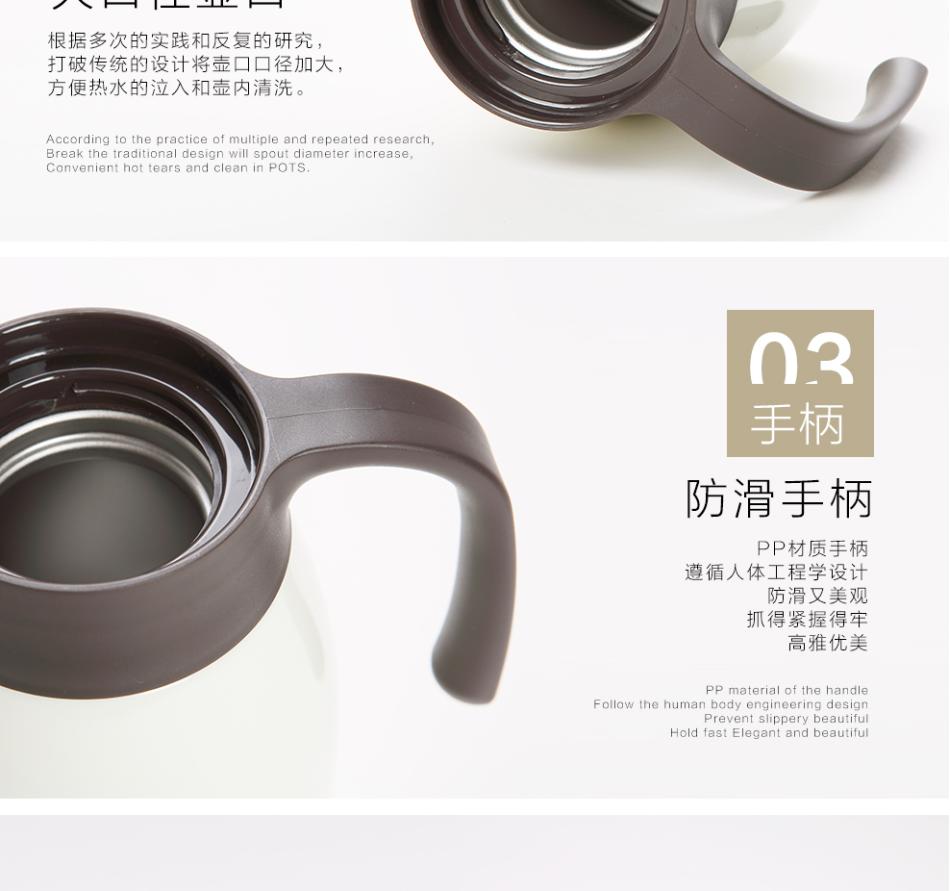 根据多次的实践和反复的研究，
打破传统的设计将壶口口径加大，
方便热水的泣入和壶内清洗。
According to the practice of multiple and repeated research,
Break the traditional design will spout diameter increase,
Convenient hot tears and clean in POTS.
03
手柄
防滑手柄
PP材质手柄
遵循人体工程学设计
防滑又美观
抓得紧握得牢
高雅优美
PP material of the handle
Follow the human body engineering design
Prevent slippery beautiful
Hold fast Elegant and beautiful